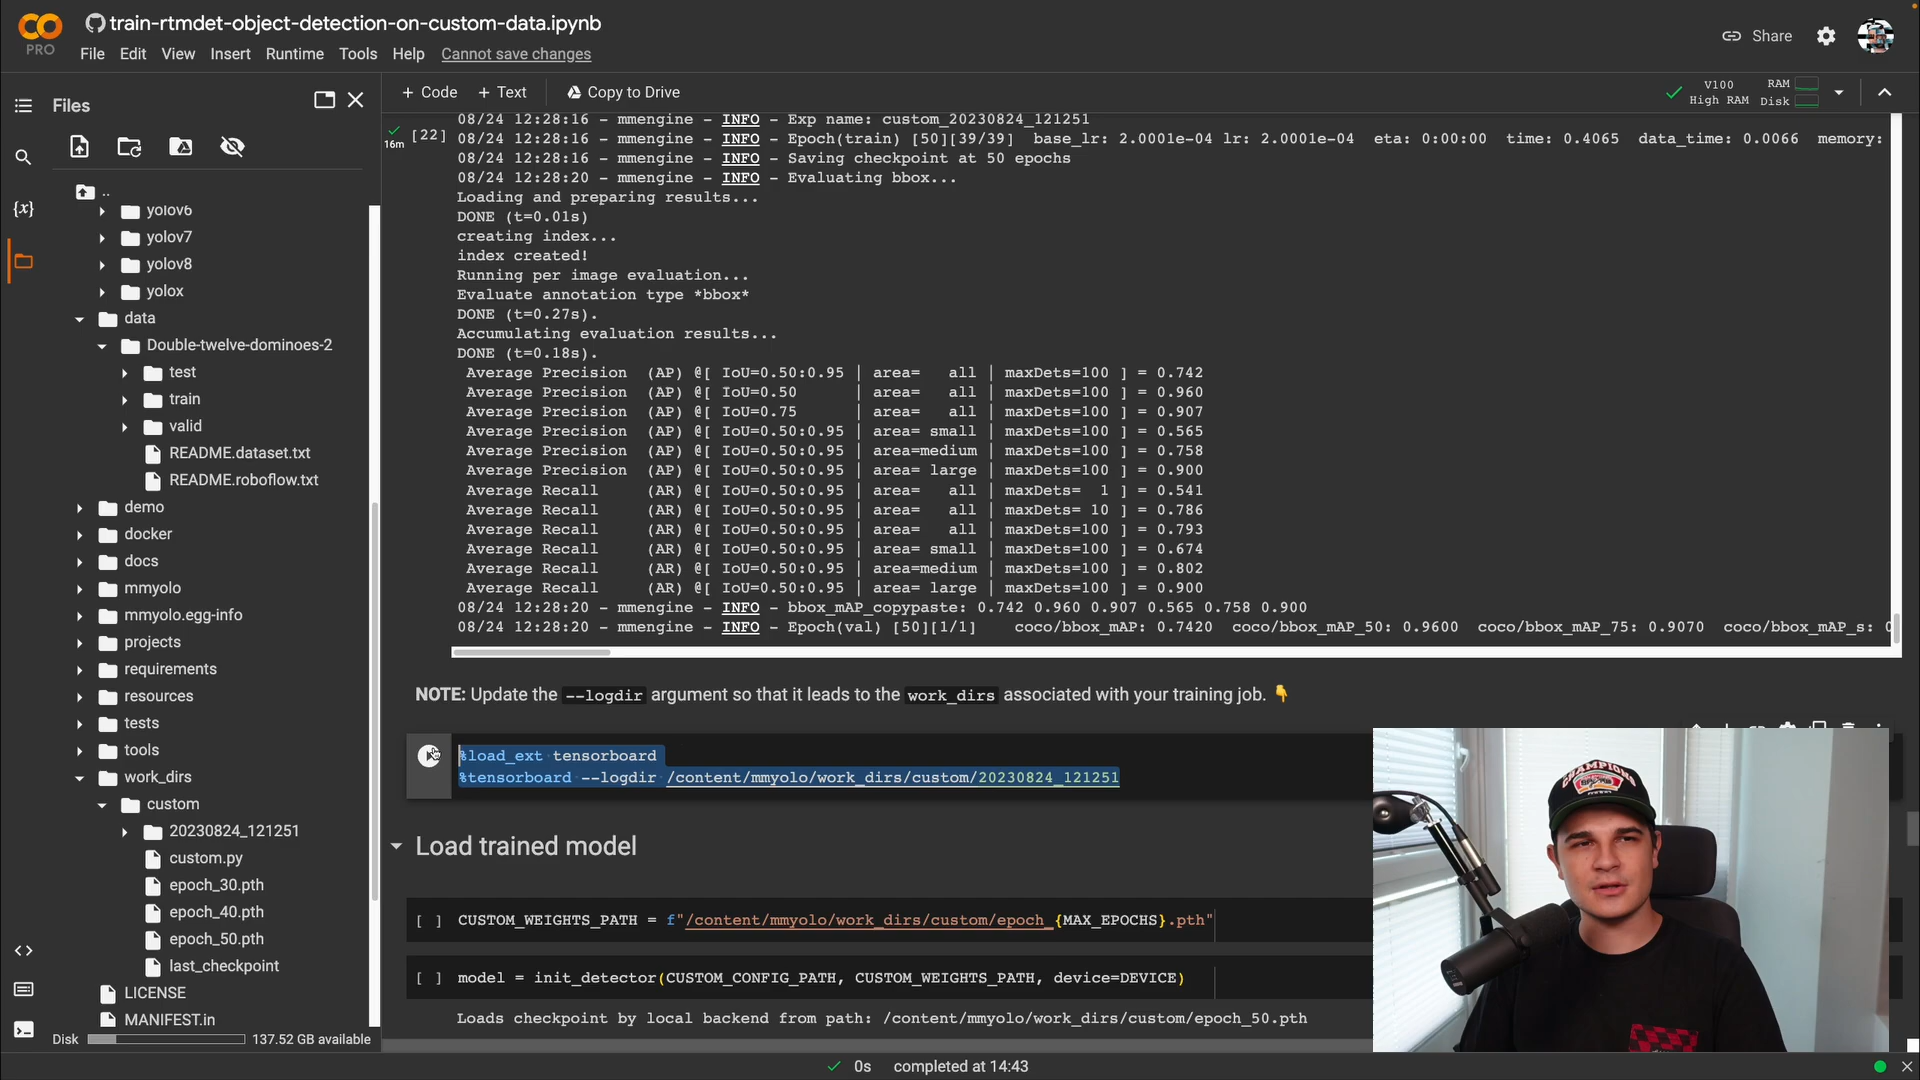 train-rtmdet-object-detection-on-custom-data.ipynb
PRO
File Edit View Insert Runtime Tools Help Cannot save changes
Share
Files
+ Code + Text Copy to Drive
V100
High RAM
RAM
Disk
..
yolov6
yolov7
yolov8
yolox
data
Double-twelve-dominoes-2
test
train
valid
README.dataset.txt
README.roboflow.txt
demo
docker
docs
mmyolo
mmyolo.egg-info
projects
requirements
resources
tests
tools
work_dirs
custom
20230824_121251
custom.py
epoch_30.pth
epoch_40.pth
epoch_50.pth
last_checkpoint
LICENSE
MANIFEST.in
Disk 137.52 GB available
{x}
[22]
16m
08/24 12:28:16 - mmengine - INFO - Exp name: custom_20230824_121251
08/24 12:28:16 - mmengine - INFO - Epoch(train) [50][39/39] base_lr: 2.0001e-04 lr: 2.0001e-04 eta: 0:00:00 time: 0.4065 data_time: 0.0066 memory:
08/24 12:28:16 - mmengine - INFO - Saving checkpoint at 50 epochs
08/24 12:28:20 - mmengine - INFO - Evaluating bbox...
Loading and preparing results...
DONE (t=0.01s)
creating index...
index created!
Running per image evaluation...
Evaluate annotation type *bbox*
DONE (t=0.27s).
Accumulating evaluation results...
DONE (t=0.18s).
Average Precision (AP) @[ IoU=0.50:0.95 | area= all | maxDets=100 ] = 0.742
Average Precision (AP) @[ IoU=0.50 | area= all | maxDets=100 ] = 0.960
Average Precision (AP) @[ IoU=0.75 | area= all | maxDets=100 ] = 0.907
Average Precision (AP) @[ IoU=0.50:0.95 | area= small | maxDets=100 ] = 0.565
Average Precision (AP) @[ IoU=0.50:0.95 | area=medium | maxDets=100 ] = 0.758
Average Precision (AP) @[ IoU=0.50:0.95 | area= large | maxDets=100 ] = 0.900
Average Recall (AR) @[ IoU=0.50:0.95 | area= all | maxDets= 1 ] = 0.541
Average Recall (AR) @[ IoU=0.50:0.95 | area= all | maxDets= 10 ] = 0.786
Average Recall (AR) @[ IoU=0.50:0.95 | area= all | maxDets=100 ] = 0.793
Average Recall (AR) @[ IoU=0.50:0.95 | area= small | maxDets=100 ] = 0.674
Average Recall (AR) @[ IoU=0.50:0.95 | area=medium | maxDets=100 ] = 0.802
Average Recall (AR) @[ IoU=0.50:0.95 | area= large | maxDets=100 ] = 0.900
08/24 12:28:20 - mmengine - INFO - bbox_mAP_copypaste: 0.742 0.960 0.907 0.565 0.758 0.900
08/24 12:28:20 - mmengine - INFO - Epoch(val) [50][1/1] coco/bbox_mAP: 0.7420 coco/bbox_mAP_50: 0.9600 coco/bbox_mAP_75: 0.9070 coco/bbox_mAP_s: 0
NOTE: Update the --logdir argument so that it leads to the work_dirs associated with your training job. 👇
%load_ext tensorboard
%tensorboard --logdir /content/mmyolo/work_dirs/custom/20230824_121251
Load trained model
[ ] CUSTOM_WEIGHTS_PATH = f"/content/mmyolo/work_dirs/custom/epoch_{MAX_EPOCHS}.pth"
[ ] model = init_detector(CUSTOM_CONFIG_PATH, CUSTOM_WEIGHTS_PATH, device=DEVICE)
Loads checkpoint by local backend from path: /content/mmyolo/work_dirs/custom/epoch_50.pth
CHAMPIONS
0s completed at 14:43